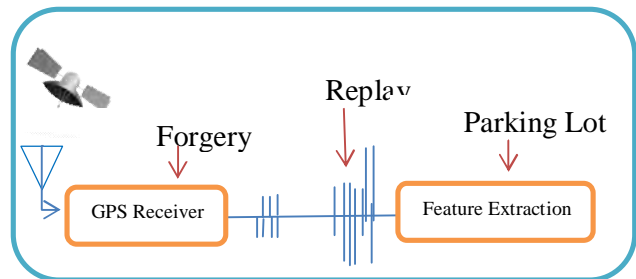 Replay
Forgery
Parking Lot
GPS Receiver
Feature Extraction